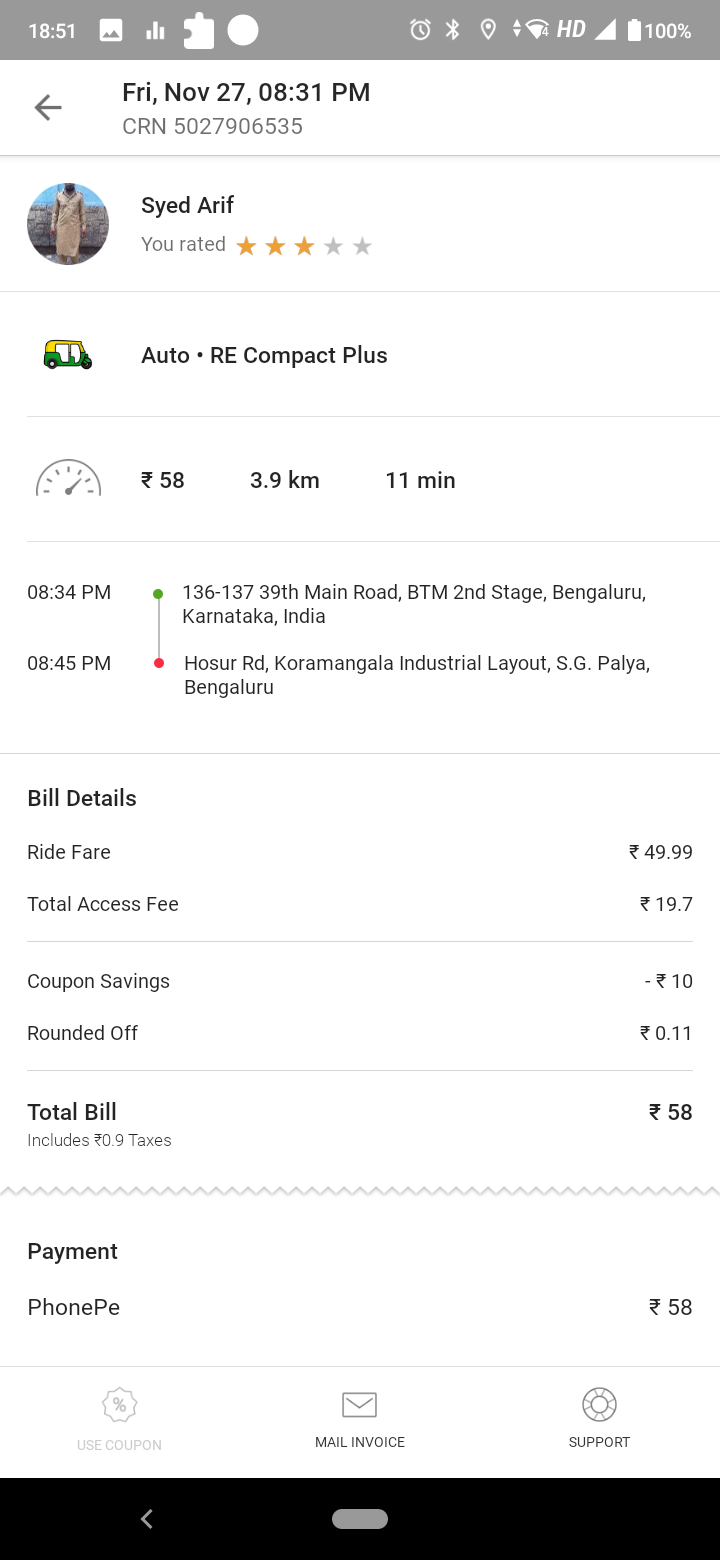 18:51 4 HD 100%
Fri, Nov 27, 08:31 PM
CRN 5027906535
Syed Arif
You rated
Auto • RE Compact Plus
₹ 58 3.9 km 11 min
08:34 PM 136-137 39th Main Road, BTM 2nd Stage, Bengaluru,
Karnataka, India
08:45 PM Hosur Rd, Koramangala Industrial Layout, S.G. Palya,
Bengaluru
Bill Details
Ride Fare ₹ 49.99
Total Access Fee ₹ 19.7
Coupon Savings - ₹ 10
Rounded Off ₹ 0.11
Total Bill ₹ 58
Includes ₹0.9 Taxes
Payment
PhonePe ₹ 58
%
USE COUPON MAIL INVOICE SUPPORT